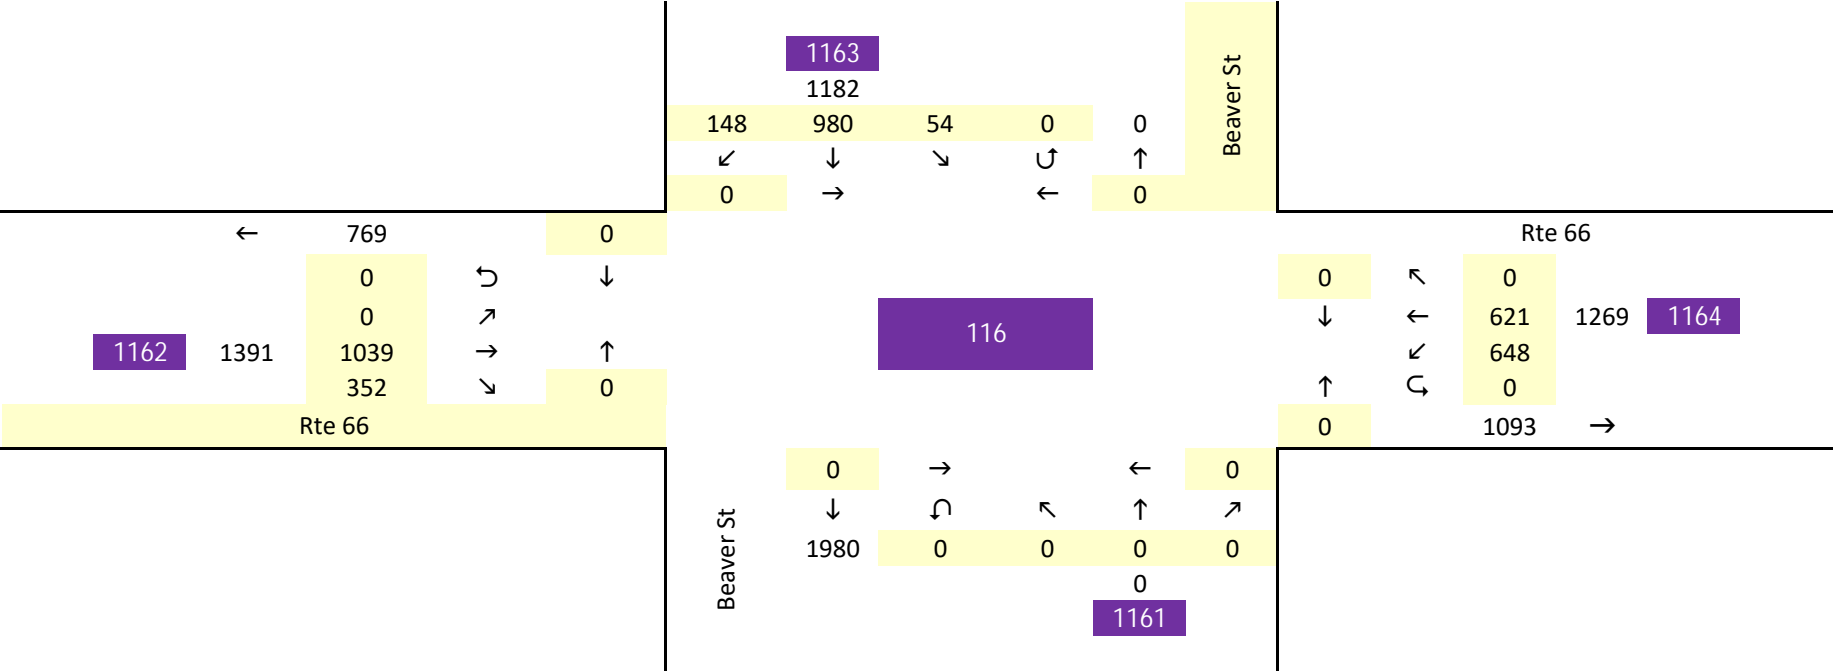 1163
1182
148 980 54 0 0
↙ ↓ ↘ ⮍ ↑
0 → ← 0
Beaver St
← 769 0
0 ⮌ ↓
0 ↗
1162 1391 1039 → ↑
352 ↘ 0
Rte 66
116
Rte 66
0 ↖ 0
↓ ← 621 1269 1164
↙ 648
↑ ⮎ 0
0 1093 →
0 → ← 0
↓ ⮏ ↖ ↑ ↗
1980 0 0 0 0
0
1161
Beaver St